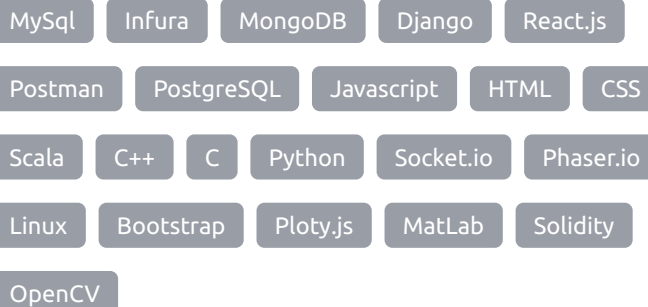 MySql Infura MongoDB Django React.js
Postman PostgreSQL Javascript HTML CSS
Scala C++ C Python Socket.io Phaser.io
Linux Bootstrap Ploty.js MatLab Solidity
OpenCV